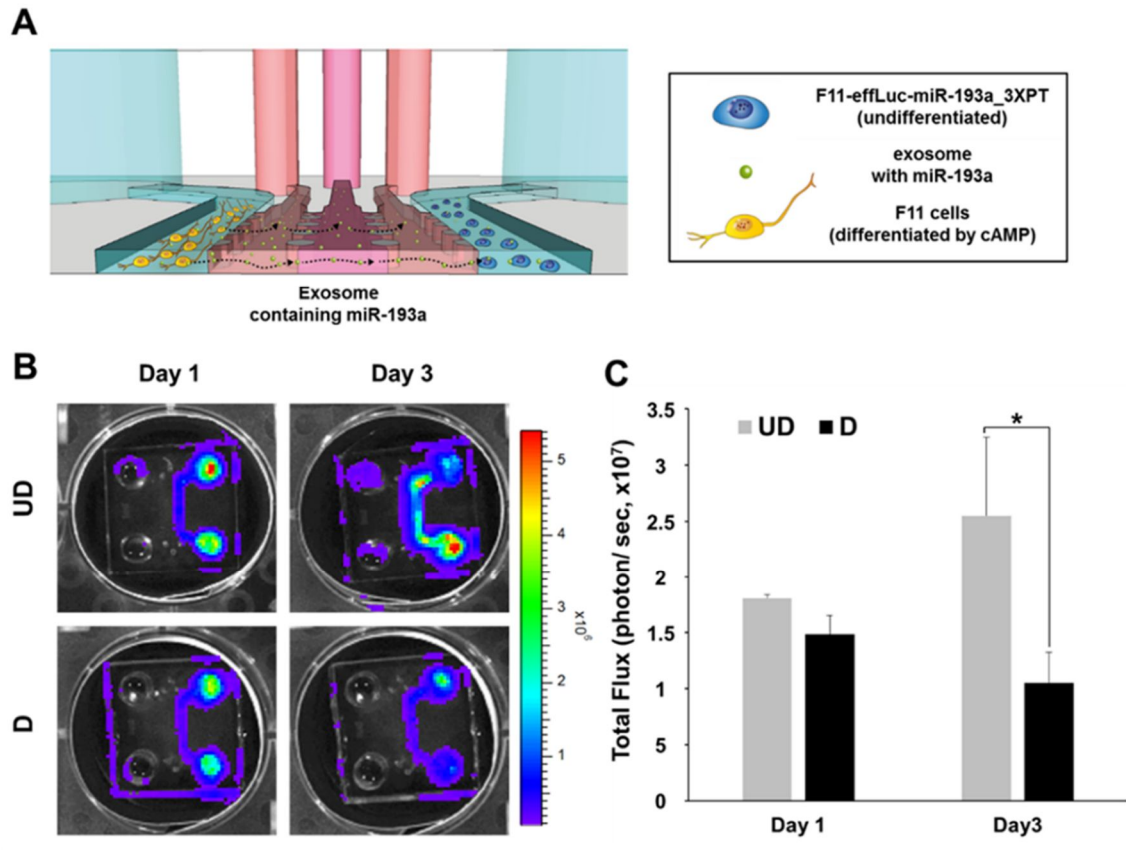 A
F11-effLuc-miR-193a_3XPT
(undifferentiated)
exosome
with miR-193a
F11 cells
(differentiated by cAMP)
Exosome
containing miR-193a
B
Day 1
Day 3
UD
D
5
4
3
2
1
x10⁶
C
UD
D
*
Total Flux (photon/ sec, x10⁷)
3.5
3
2.5
2
1.5
1
0.5
0
Day 1
Day3